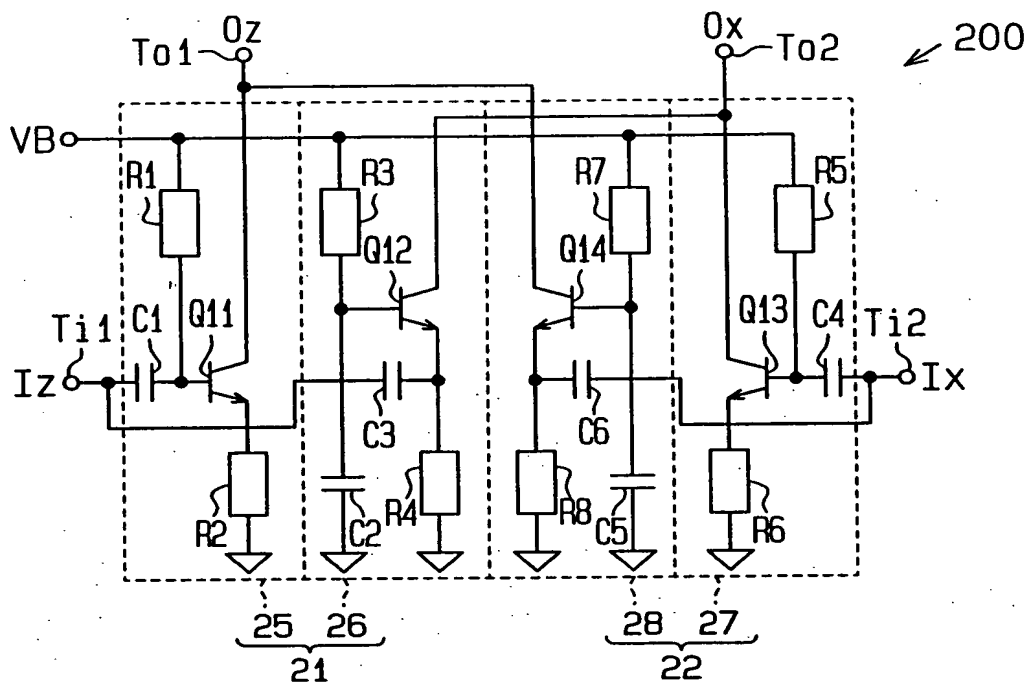 Oz
Ox
To1
To2
200
VB
R1
R3
R7
R5
Q12
Q14
Ti1
C1
Q11
Q13
C4
Ti2
Iz
Ix
C3
C6
R2
C2
R4
R8
C5
R6
25
26
28
27
21
22